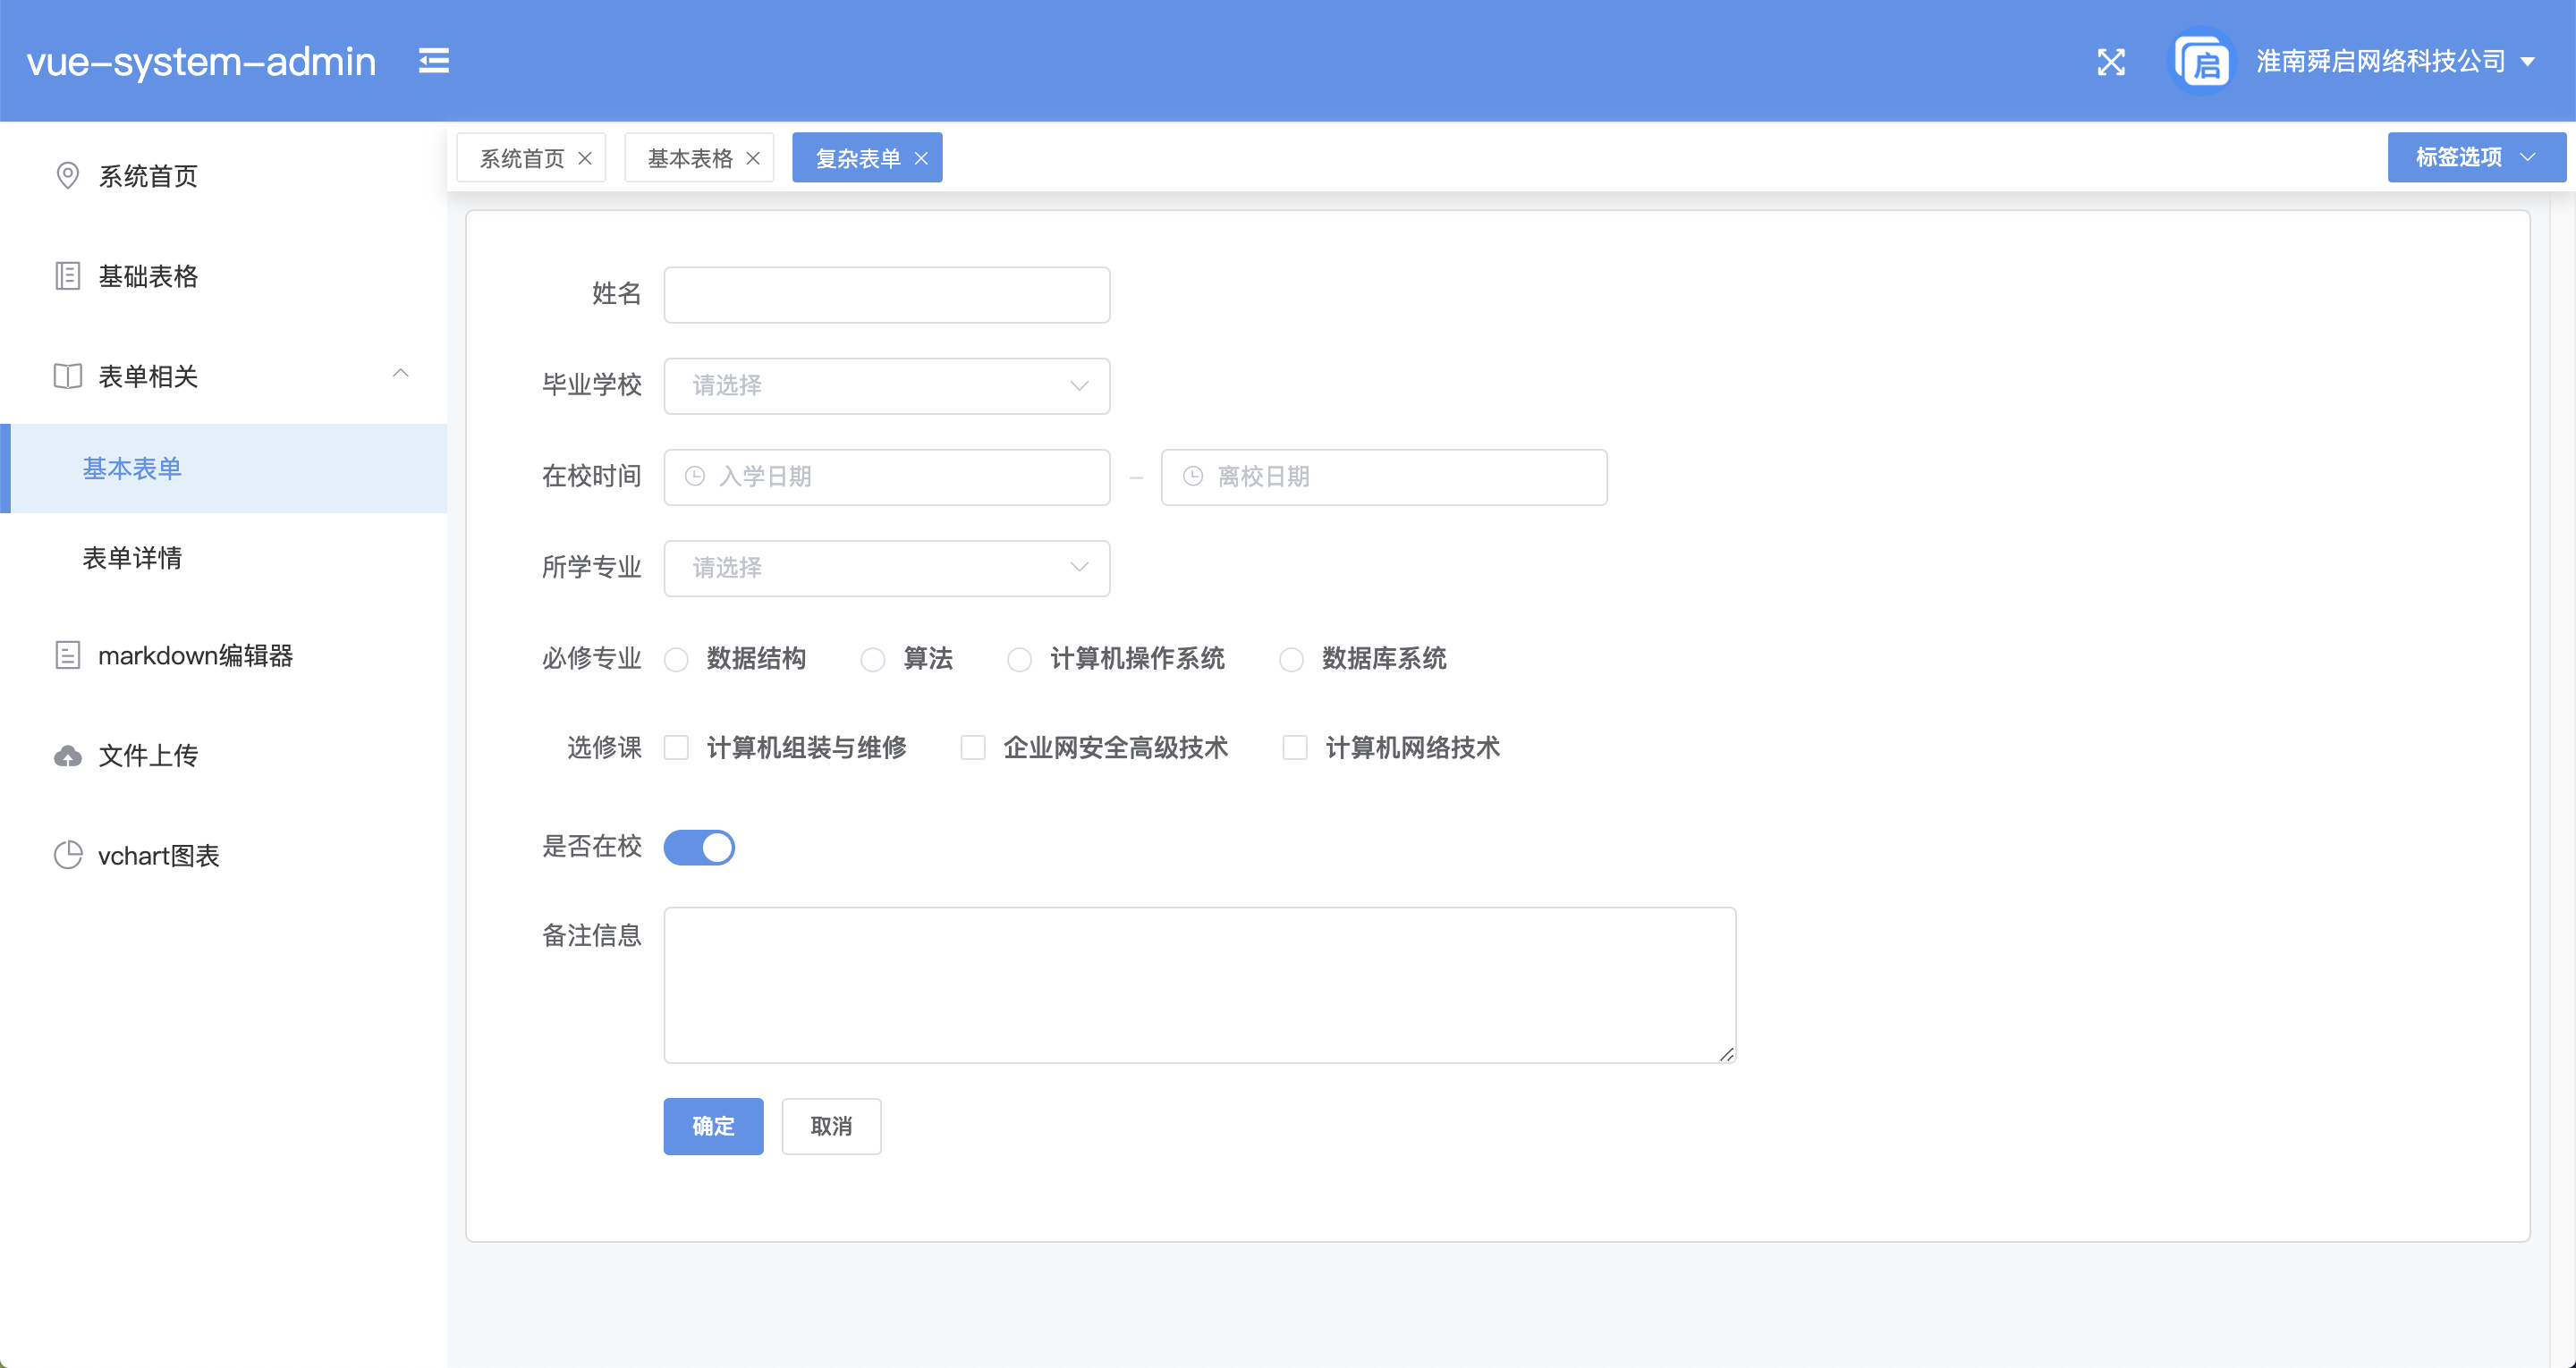 vue-system-admin
启
淮南舜启网络科技公司
系统首页
基础表格
表单相关
基本表单
表单详情
markdown编辑器
文件上传
vchart图表
系统首页 基本表格 复杂表单 标签选项
姓名
毕业学校 请选择
在校时间 入学日期 - 离校日期
所学专业 请选择
必修专业 数据结构 算法 计算机操作系统 数据库系统
选修课 计算机组装与维修 企业网安全高级技术 计算机网络技术
是否在校
备注信息
确定 取消